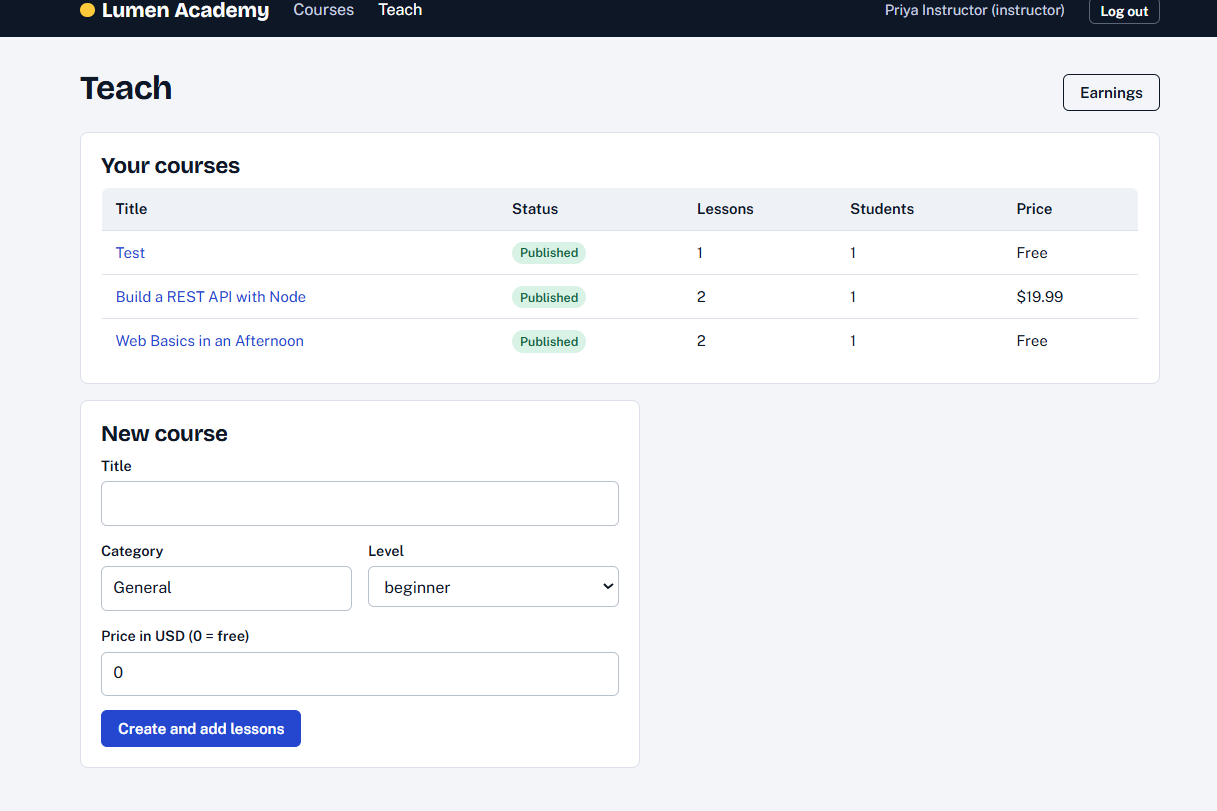 Lumen Academy Courses Teach Priya Instructor (instructor) Log out
Teach
Earnings
Your courses
Title Status Lessons Students Price
Test Published 1 1 Free
Build a REST API with Node Published 2 1 $19.99
Web Basics in an Afternoon Published 2 1 Free
New course
Title
Category Level
General beginner
Price in USD (0 = free)
0
Create and add lessons